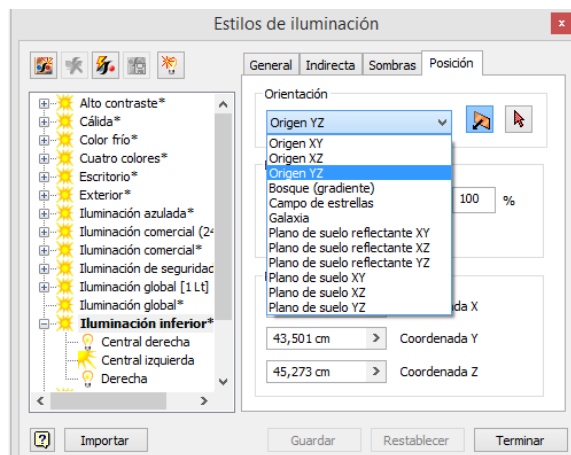 Estilos de iluminación
x
General Indirecta Sombras Posición
Alto contraste*
Cálida*
Color frío*
Cuatro colores*
Escritorio*
Exterior*
Iluminación azulada*
Iluminación comercial (24
Iluminación comercial*
Iluminación de seguridad
Iluminación global [1 Lt]
Iluminación global*
Iluminación inferior*
Central derecha
Central izquierda
Derecha
Orientación
Origen YZ
Origen XY
Origen XZ
Origen YZ
Bosque (gradiente)
Campo de estrellas
Galaxia
Plano de suelo reflectante XY
Plano de suelo reflectante XZ
Plano de suelo reflectante YZ
Plano de suelo XY
Plano de suelo XZ
Plano de suelo YZ
100 %
da X
43,501 cm > Coordenada Y
45,273 cm > Coordenada Z
? Importar Guardar Restablecer Terminar